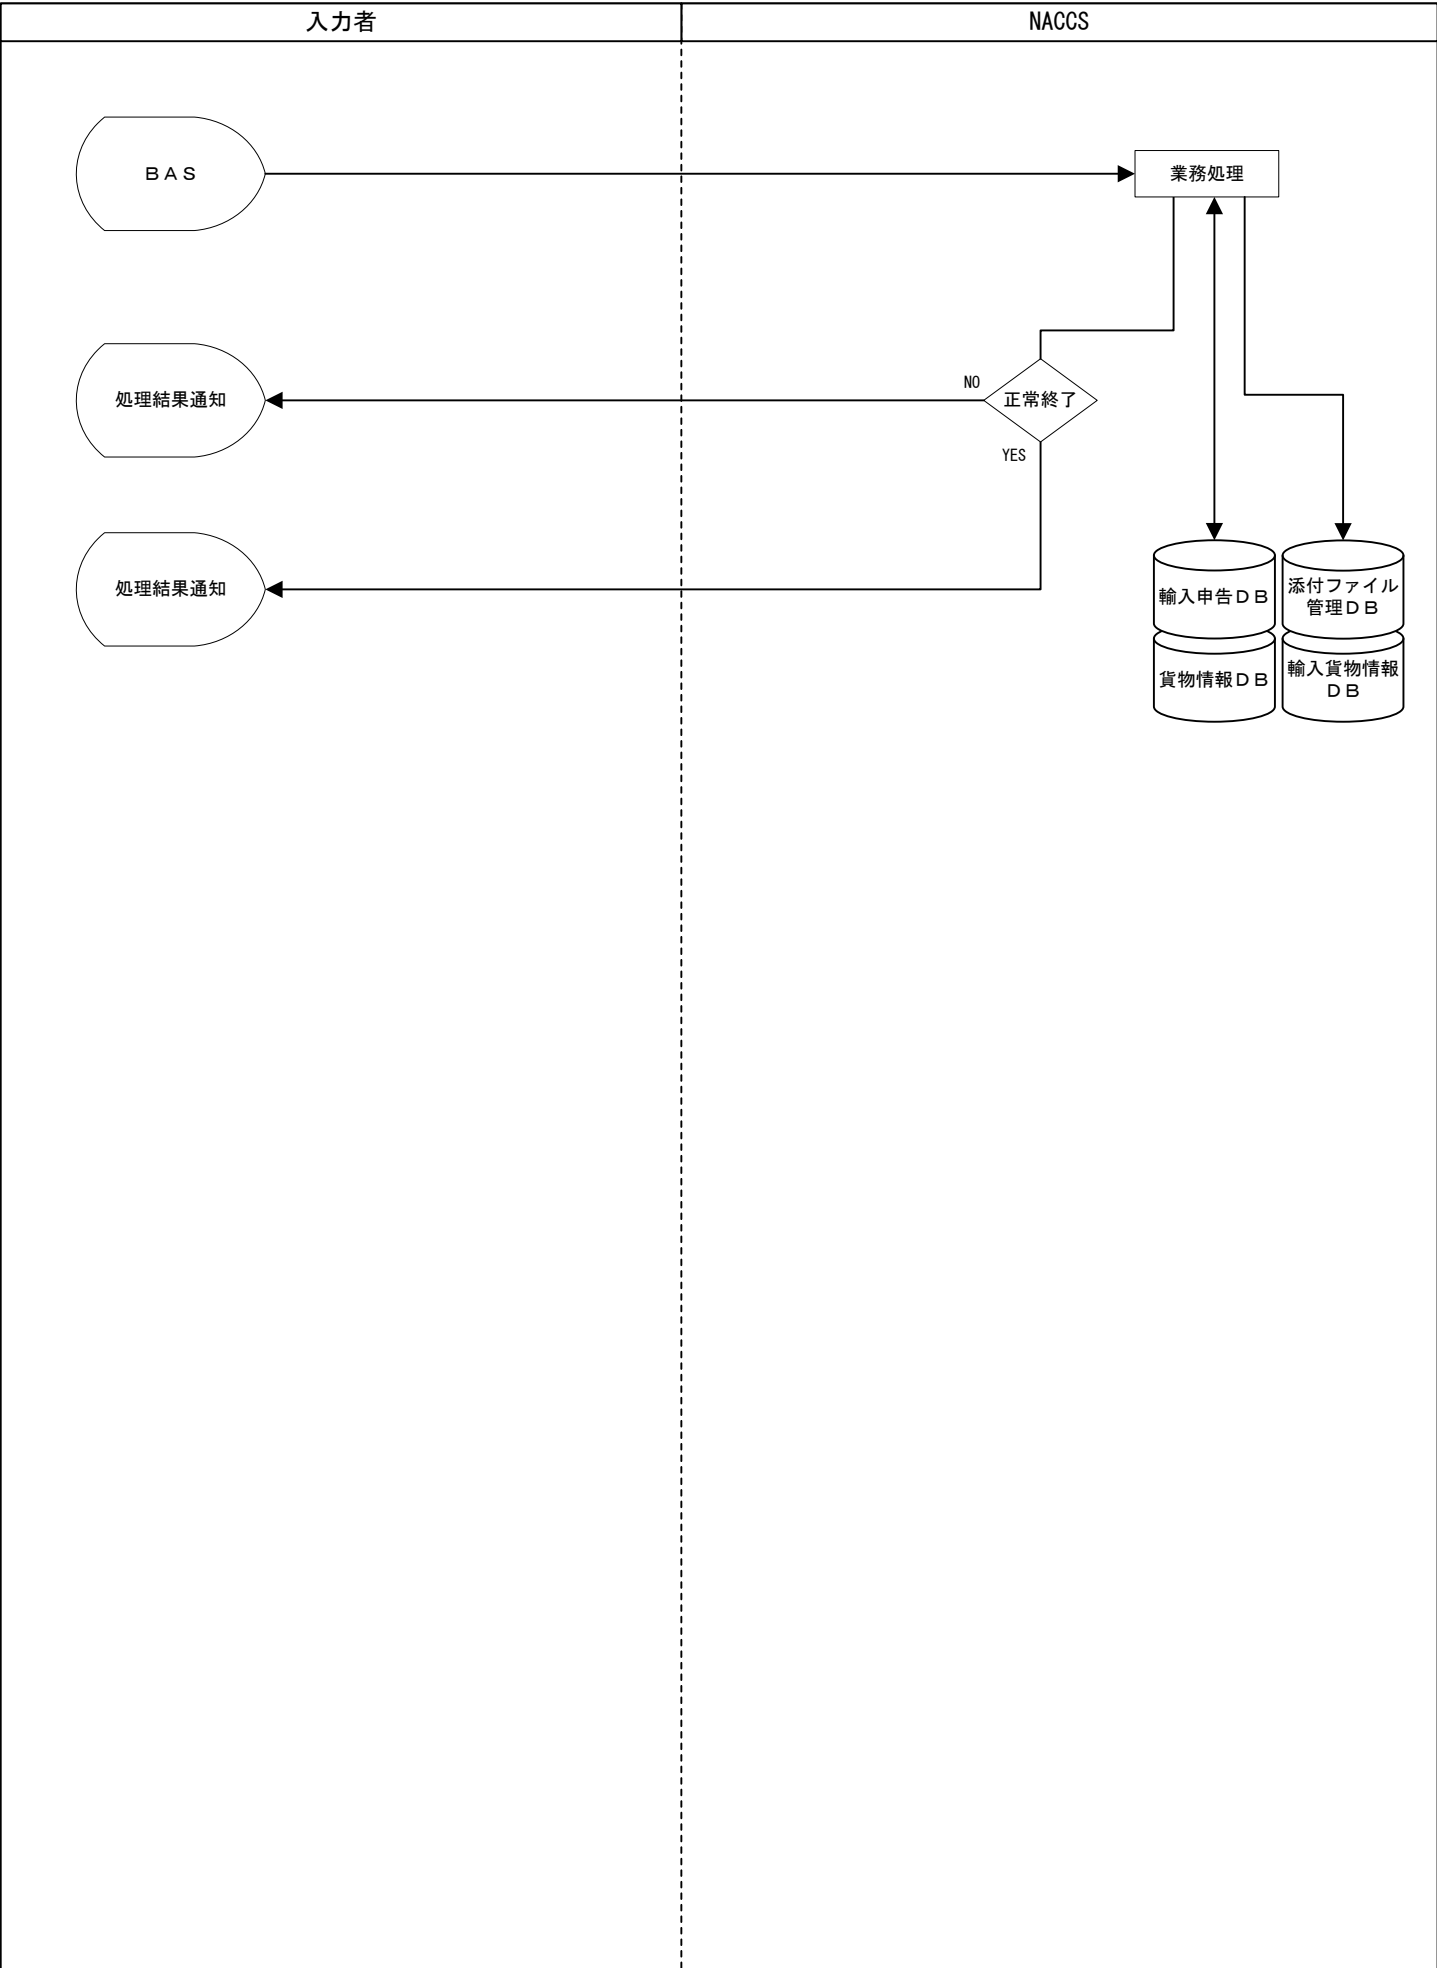 入力者
NACCS
ＢＡＳ
業務処理
処理結果通知
NO
正常終了
YES
処理結果通知
輸入申告ＤＢ
添付ファイル
管理ＤＢ
貨物情報ＤＢ
輸入貨物情報
ＤＢ